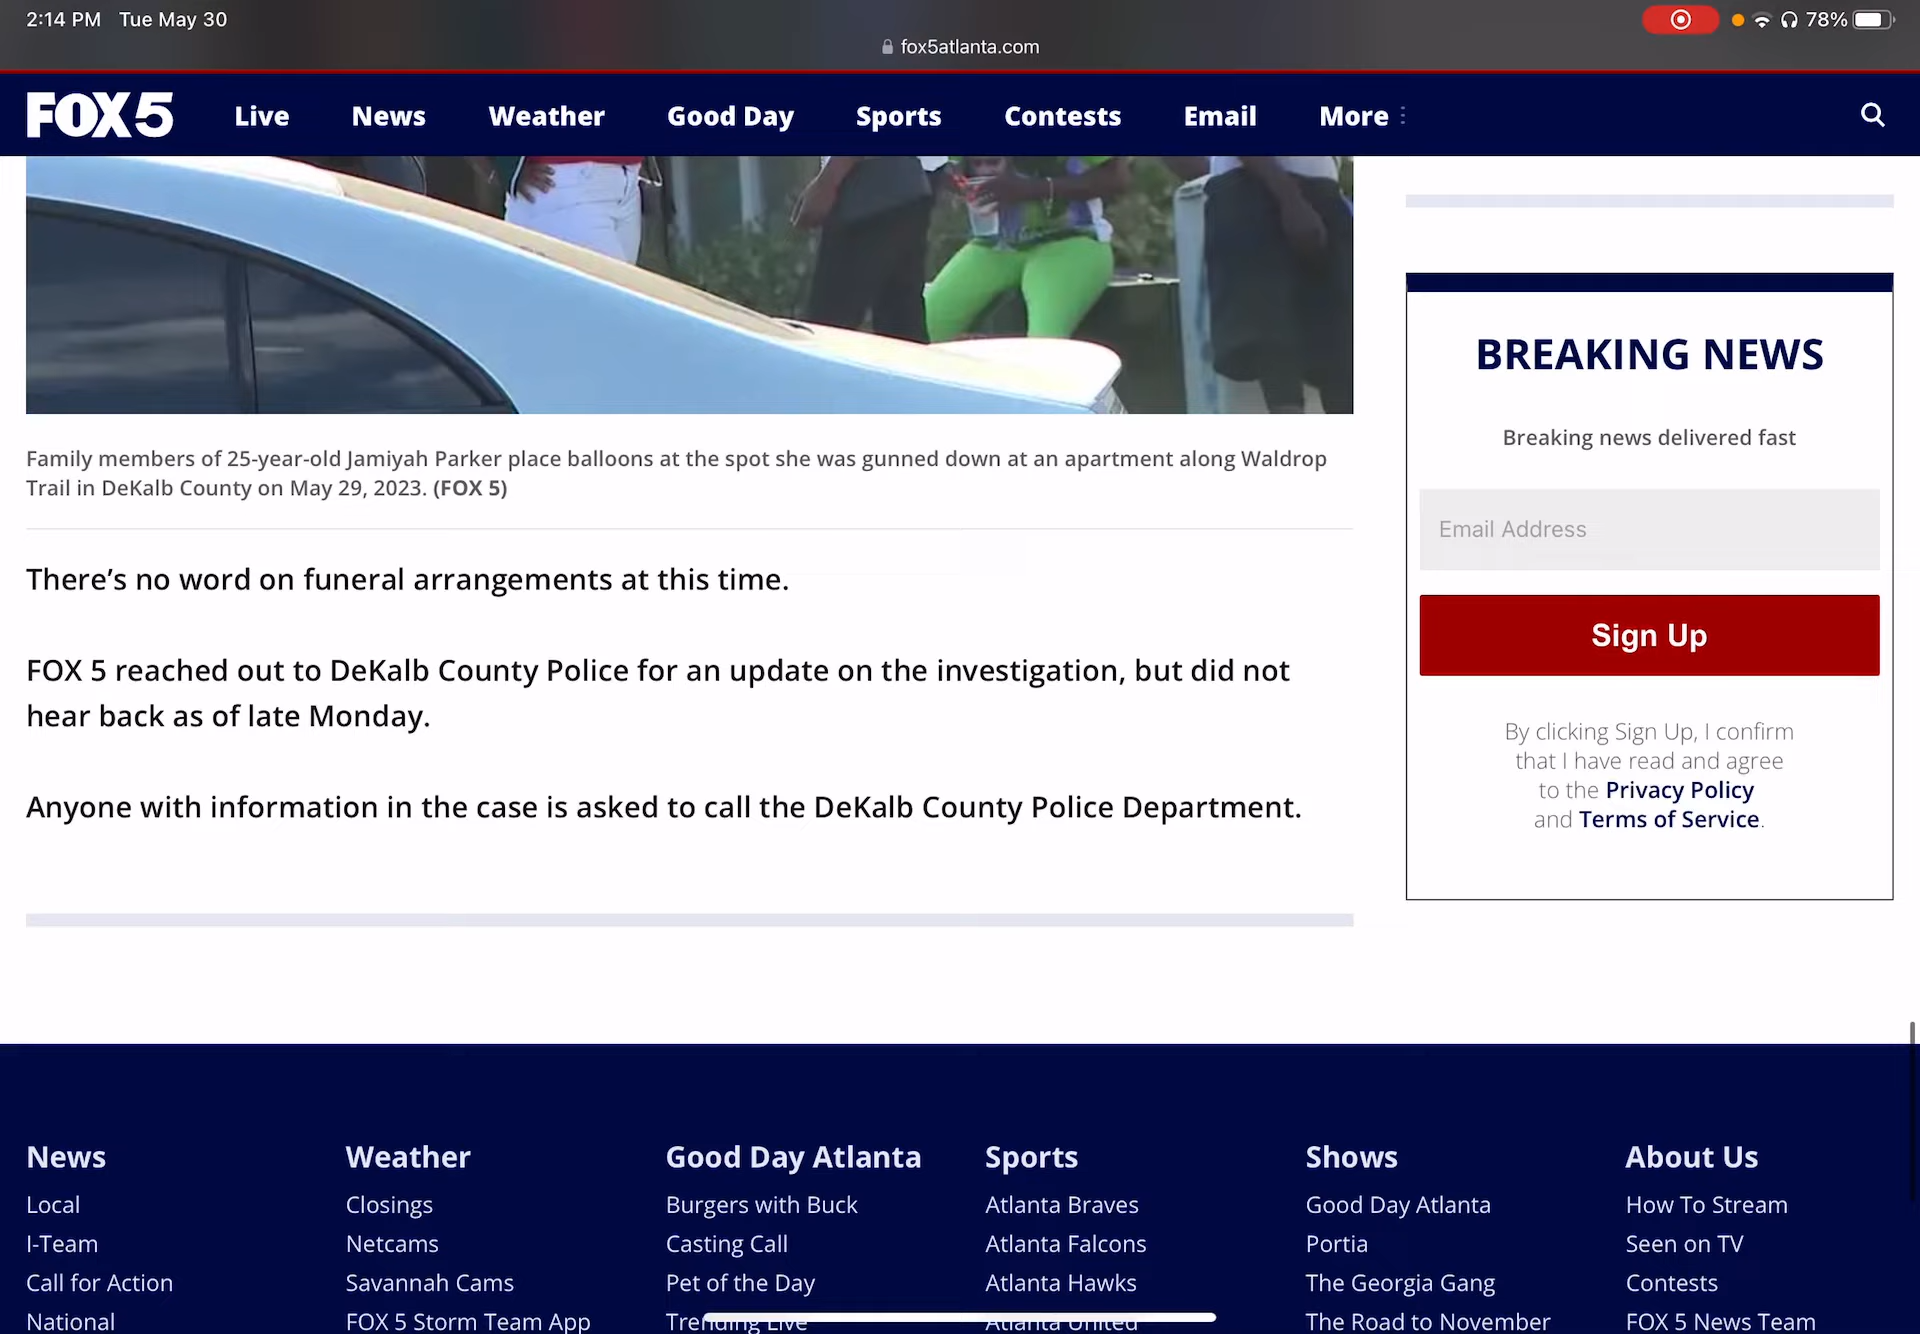 2:14 PM Tue May 30
78%
fox5atlanta.com
FOX 5 Live News Weather Good Day Sports Contests Email More
Family members of 25-year-old Jamiyah Parker place balloons at the spot she was gunned down at an apartment along Waldrop
Trail in DeKalb County on May 29, 2023. (FOX 5)
There’s no word on funeral arrangements at this time.
FOX 5 reached out to DeKalb County Police for an update on the investigation, but did not
hear back as of late Monday.
Anyone with information in the case is asked to call the DeKalb County Police Department.
BREAKING NEWS
Breaking news delivered fast
Email Address
Sign Up
By clicking Sign Up, I confirm
that I have read and agree
to the Privacy Policy
and Terms of Service.
News
Local
I-Team
Call for Action
National
Weather
Closings
Netcams
Savannah Cams
FOX 5 Storm Team App
Good Day Atlanta
Burgers with Buck
Casting Call
Pet of the Day
Trending Live
Sports
Atlanta Braves
Atlanta Falcons
Atlanta Hawks
Atlanta United
Shows
Good Day Atlanta
Portia
The Georgia Gang
The Road to November
About Us
How To Stream
Seen on TV
Contests
FOX 5 News Team